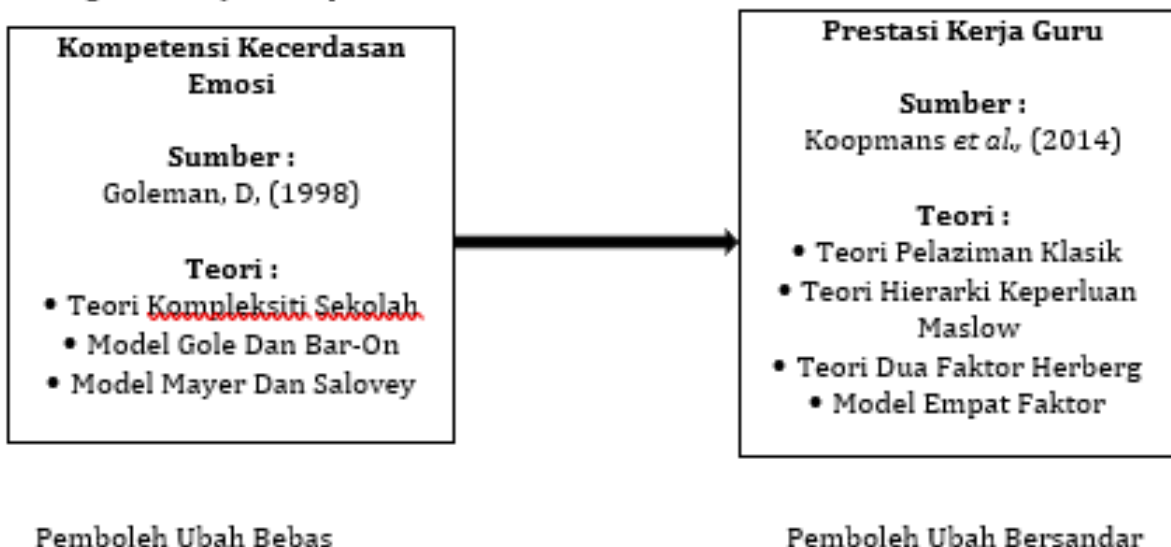 Kompetensi Kecerdasan
Emosi
Sumber :
Goleman, D, (1998)
Teori :
• Teori Kompleksiti Sekolah
• Model Gole Dan Bar-On
• Model Mayer Dan Salovey
Prestasi Kerja Guru
Sumber :
Koopmans et al., (2014)
Teori :
• Teori Pelaziman Klasik
• Teori Hierarki Keperluan
Maslow
• Teori Dua Faktor Herberg
• Model Empat Faktor
Pemboleh Ubah Bebas
Pemboleh Ubah Bersandar